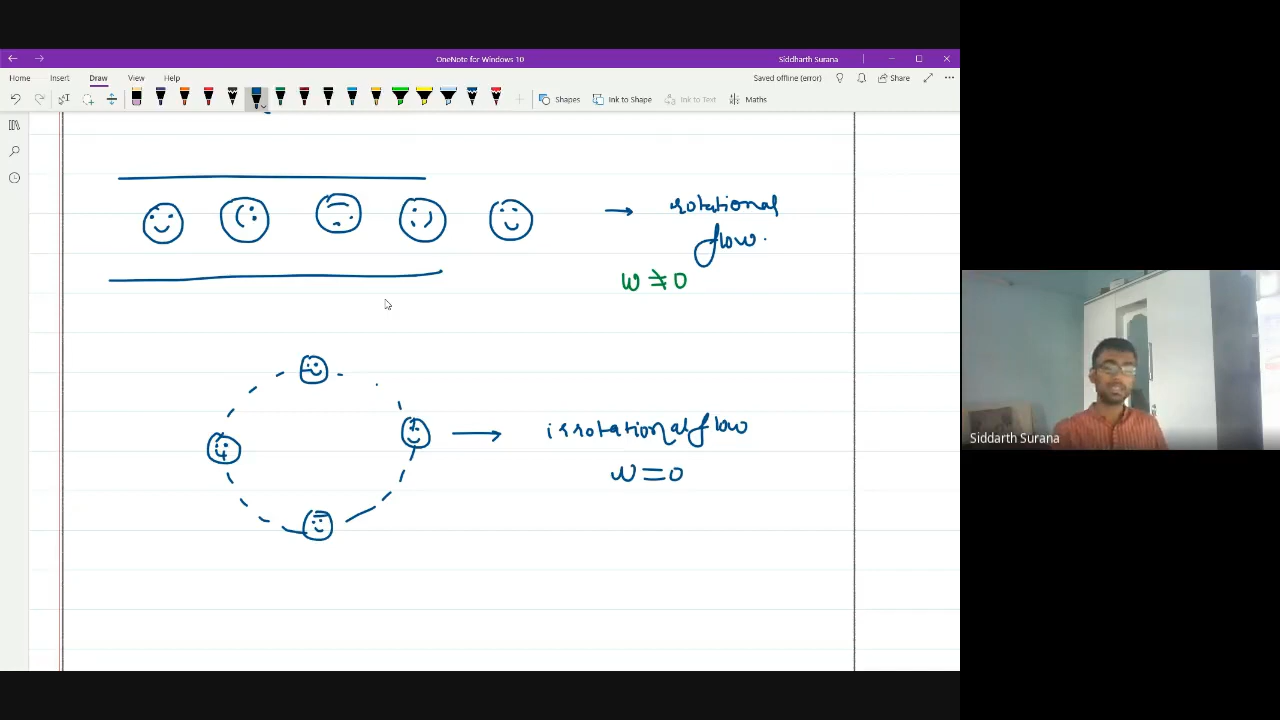 OneNote for Windows 10
Siddharth Surana
Home Insert Draw View Help
Saved offline (error)
Share
Shapes
Ink to Shape
Ink to Text
Maths
rotational
flow.
w ≠ 0
irrotational flow
w = 0
Siddarth Surana